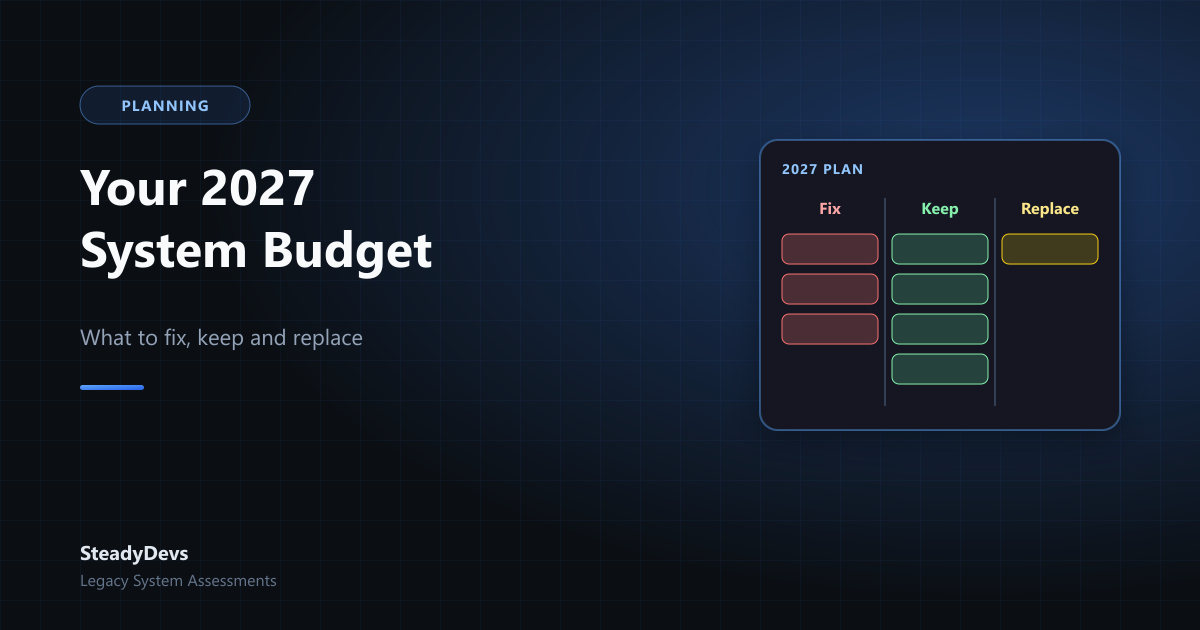 PLANNING
Your 2027
System Budget
What to fix, keep and replace
2027 PLAN
Fix
Keep
Replace
SteadyDevs
Legacy System Assessments